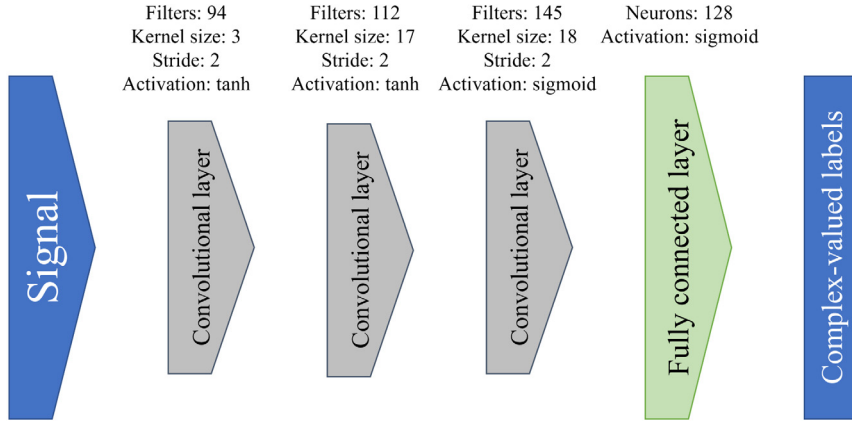 Filters: 94
Kernel size: 3
Stride: 2
Activation: tanh
Filters: 112
Kernel size: 17
Stride: 2
Activation: tanh
Filters: 145
Kernel size: 18
Stride: 2
Activation: sigmoid
Neurons: 128
Activation: sigmoid
Signal
Convolutional layer
Convolutional layer
Convolutional layer
Fully connected layer
Complex-valued labels